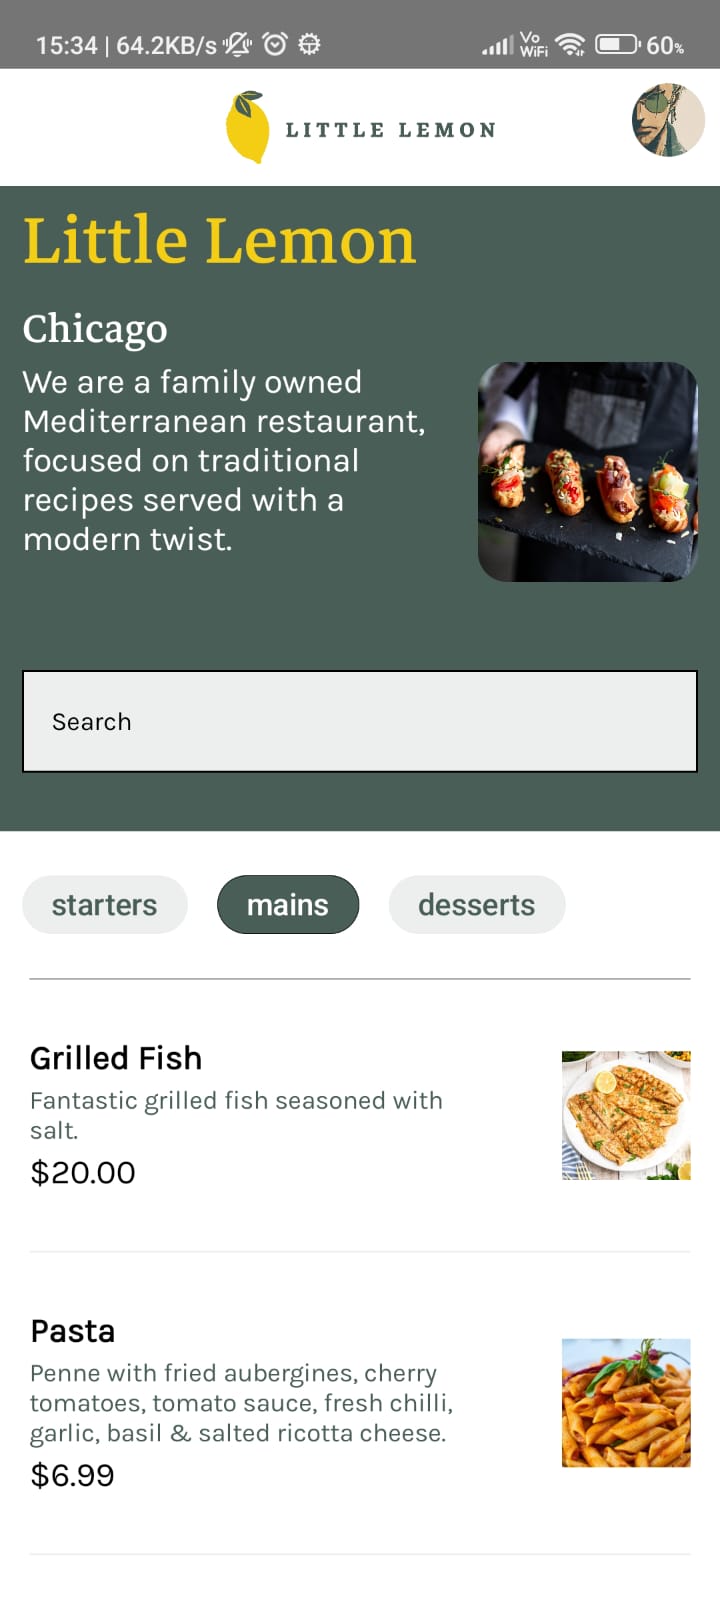 15:34 | 64.2KB/s Vo WiFi 60%
LITTLE LEMON
Little Lemon
Chicago
We are a family owned
Mediterranean restaurant,
focused on traditional
recipes served with a
modern twist.
Search
starters mains desserts
Grilled Fish
Fantastic grilled fish seasoned with
salt.
$20.00
Pasta
Penne with fried aubergines, cherry
tomatoes, tomato sauce, fresh chilli,
garlic, basil & salted ricotta cheese.
$6.99